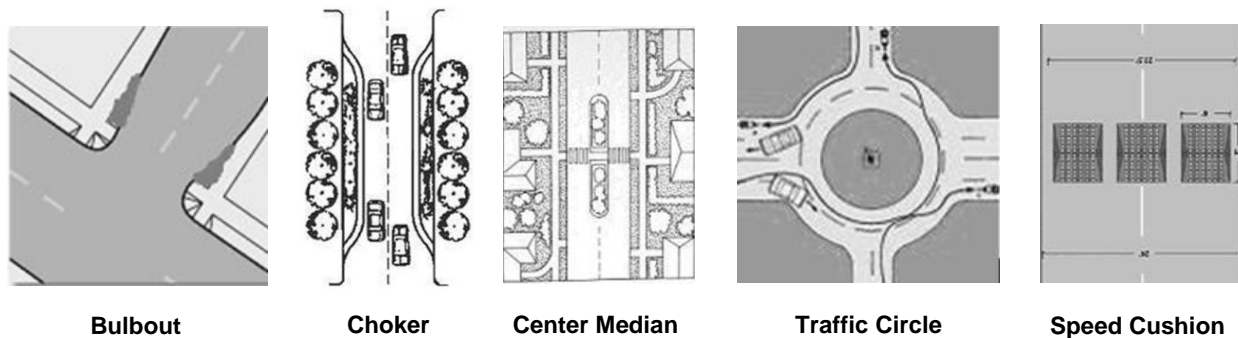 Bulbout
Choker
Center Median
Traffic Circle
Speed Cushion